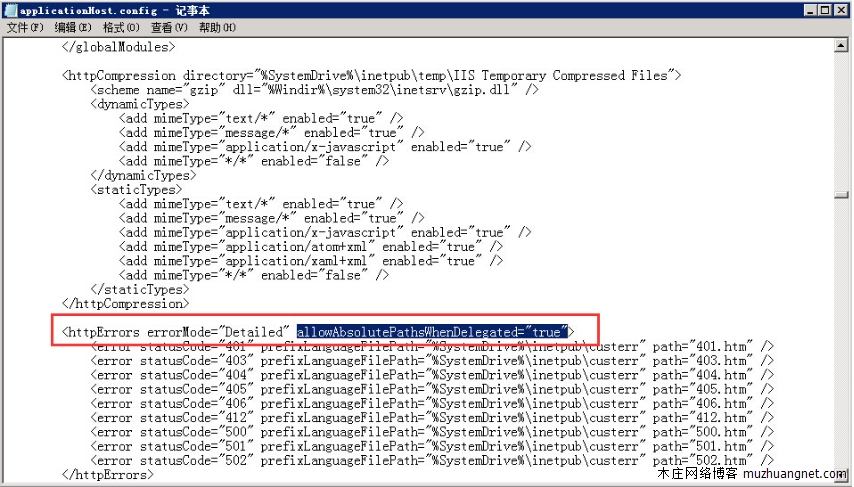 applicationHost.config - 记事本
文件(F) 编辑(E) 格式(O) 查看(V) 帮助(H)
</globalModules>
<httpCompression directory="%SystemDrive%\inetpub\temp\IIS Temporary Compressed Files">
<scheme name="gzip" dll="%Windir%\system32\inetsrv\gzip.dll" />
<dynamicTypes>
<add mimeType="text/*" enabled="true" />
<add mimeType="message/*" enabled="true" />
<add mimeType="application/x-javascript" enabled="true" />
<add mimeType="*/*" enabled="false" />
</dynamicTypes>
<staticTypes>
<add mimeType="text/*" enabled="true" />
<add mimeType="message/*" enabled="true" />
<add mimeType="application/x-javascript" enabled="true" />
<add mimeType="application/atom+xml" enabled="true" />
<add mimeType="application/xaml+xml" enabled="true" />
<add mimeType="*/*" enabled="false" />
</staticTypes>
</httpCompression>
<httpErrors errorMode="Detailed" allowAbsolutePathsWhenDelegated="true">
<error statusCode="401" prefixLanguageFilePath="%SystemDrive%\inetpub\custerr" path="401.htm" />
<error statusCode="403" prefixLanguageFilePath="%SystemDrive%\inetpub\custerr" path="403.htm" />
<error statusCode="404" prefixLanguageFilePath="%SystemDrive%\inetpub\custerr" path="404.htm" />
<error statusCode="405" prefixLanguageFilePath="%SystemDrive%\inetpub\custerr" path="405.htm" />
<error statusCode="406" prefixLanguageFilePath="%SystemDrive%\inetpub\custerr" path="406.htm" />
<error statusCode="412" prefixLanguageFilePath="%SystemDrive%\inetpub\custerr" path="412.htm" />
<error statusCode="500" prefixLanguageFilePath="%SystemDrive%\inetpub\custerr" path="500.htm" />
<error statusCode="501" prefixLanguageFilePath="%SystemDrive%\inetpub\custerr" path="501.htm" />
<error statusCode="502" prefixLanguageFilePath="%SystemDrive%\inetpub\custerr" path="502.htm" />
</httpErrors>
木庄网络博客 muzhuangnet.com